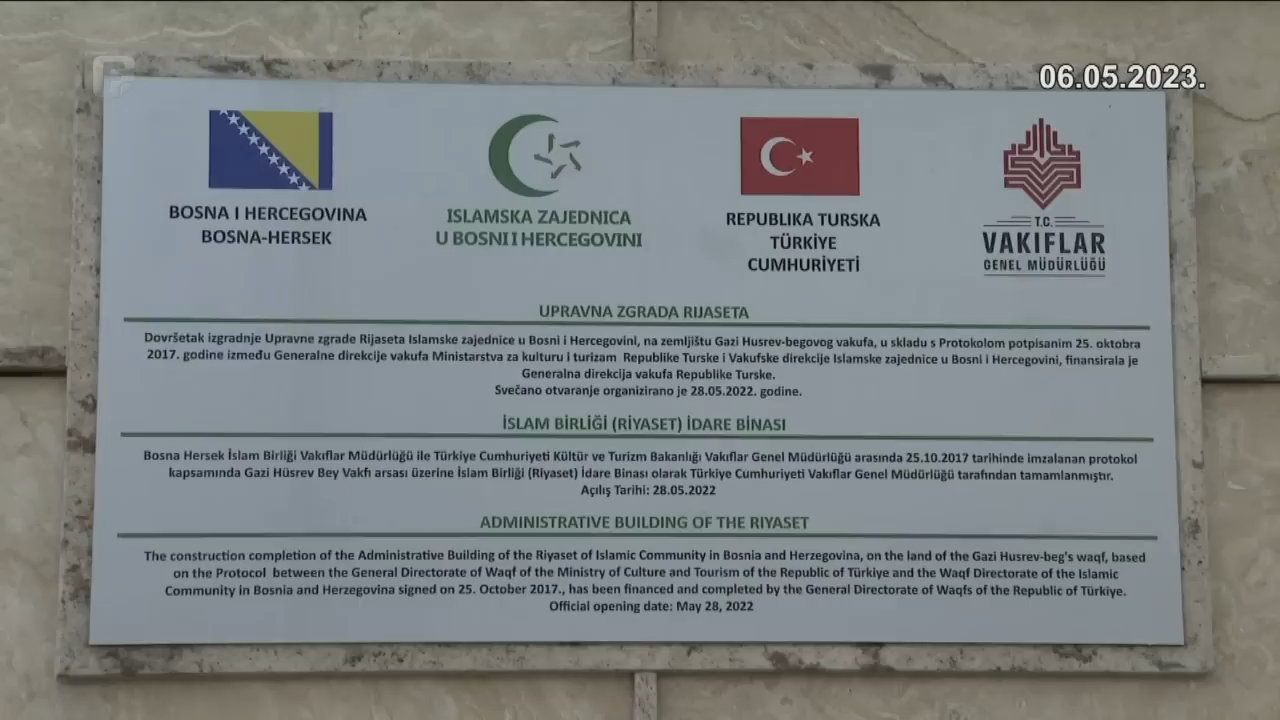 06.05.2023.
BOSNA I HERCEGOVINA
BOSNA-HERSEK
ISLAMSKA ZAJEDNICA
U BOSNI I HERCEGOVINI
REPUBLIKA TURSKA
TÜRKİYE
CUMHURİYETİ
T.C.
VAKIFLAR
GENEL MÜDÜRLÜĞÜ
UPRAVNA ZGRADA RIJASETA
Dovršetak izgradnje Upravne zgrade Rijaseta Islamske zajednice u Bosni i Hercegovini, na zemljištu Gazi Husrev-begovog vakufa, u skladu s Protokolom potpisanim 25. oktobra
2017. godine između Generalne direkcije vakufa Ministarstva za kulturu i turizam Republike Turske i Vakufske direkcije Islamske zajednice u Bosni i Hercegovini, finansirala je
Generalna direkcija vakufa Republike Turske.
Svečano otvaranje organizirano je 28.05.2022. godine.
İSLAM BİRLİĞİ (RİYASET) İDARE BİNASI
Bosna Hersek İslam Birliği Vakıflar Müdürlüğü ile Türkiye Cumhuriyeti Kültür ve Turizm Bakanlığı Vakıflar Genel Müdürlüğü arasında 25.10.2017 tarihinde imzalanan protokol
kapsamında Gazi Hüsrev Bey Vakfı arsası üzerine İslam Birliği (Riyaset) İdare Binası olarak Türkiye Cumhuriyeti Vakıflar Genel Müdürlüğü tarafından tamamlanmıştır.
Açılış Tarihi: 28.05.2022
ADMINISTRATIVE BUILDING OF THE RIYASET
The construction completion of the Administrative Building of the Riyaset of Islamic Community in Bosnia and Herzegovina, on the land of the Gazi Husrev-beg's waqf, based
on the Protocol between the General Directorate of Waqf of the Ministry of Culture and Tourism of the Republic of Türkiye and the Waqf Directorate of the Islamic
Community in Bosnia and Herzegovina signed on 25. October 2017., has been financed and completed by the General Directorate of Waqfs of the Republic of Türkiye.
Official opening date: May 28, 2022